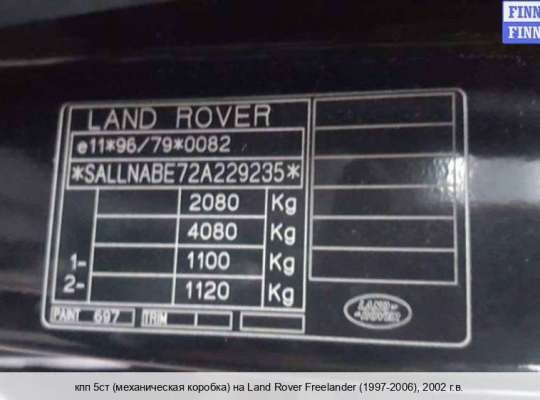 FINN
FINN
LAND ROVER
e11*96/79*0082
*SALLNABE72A229235*
2080 Kg
4080 Kg
1- 1100 Kg
2- 1120 Kg
PAINT 697 TRIM
LAND-
-ROVER
кпп 5ст (механическая коробка) на Land Rover Freelander (1997-2006), 2002 г.в.